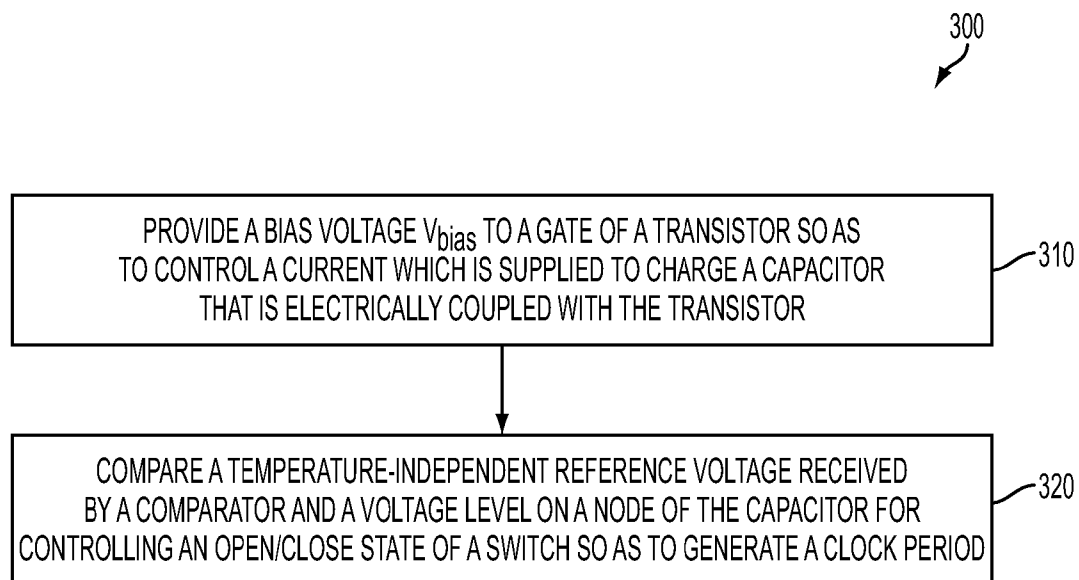 300
PROVIDE A BIAS VOLTAGE Vbias TO A GATE OF A TRANSISTOR SO AS
TO CONTROL A CURRENT WHICH IS SUPPLIED TO CHARGE A CAPACITOR
THAT IS ELECTRICALLY COUPLED WITH THE TRANSISTOR
310
COMPARE A TEMPERATURE-INDEPENDENT REFERENCE VOLTAGE RECEIVED
BY A COMPARATOR AND A VOLTAGE LEVEL ON A NODE OF THE CAPACITOR FOR
CONTROLLING AN OPEN/CLOSE STATE OF A SWITCH SO AS TO GENERATE A CLOCK PERIOD
320